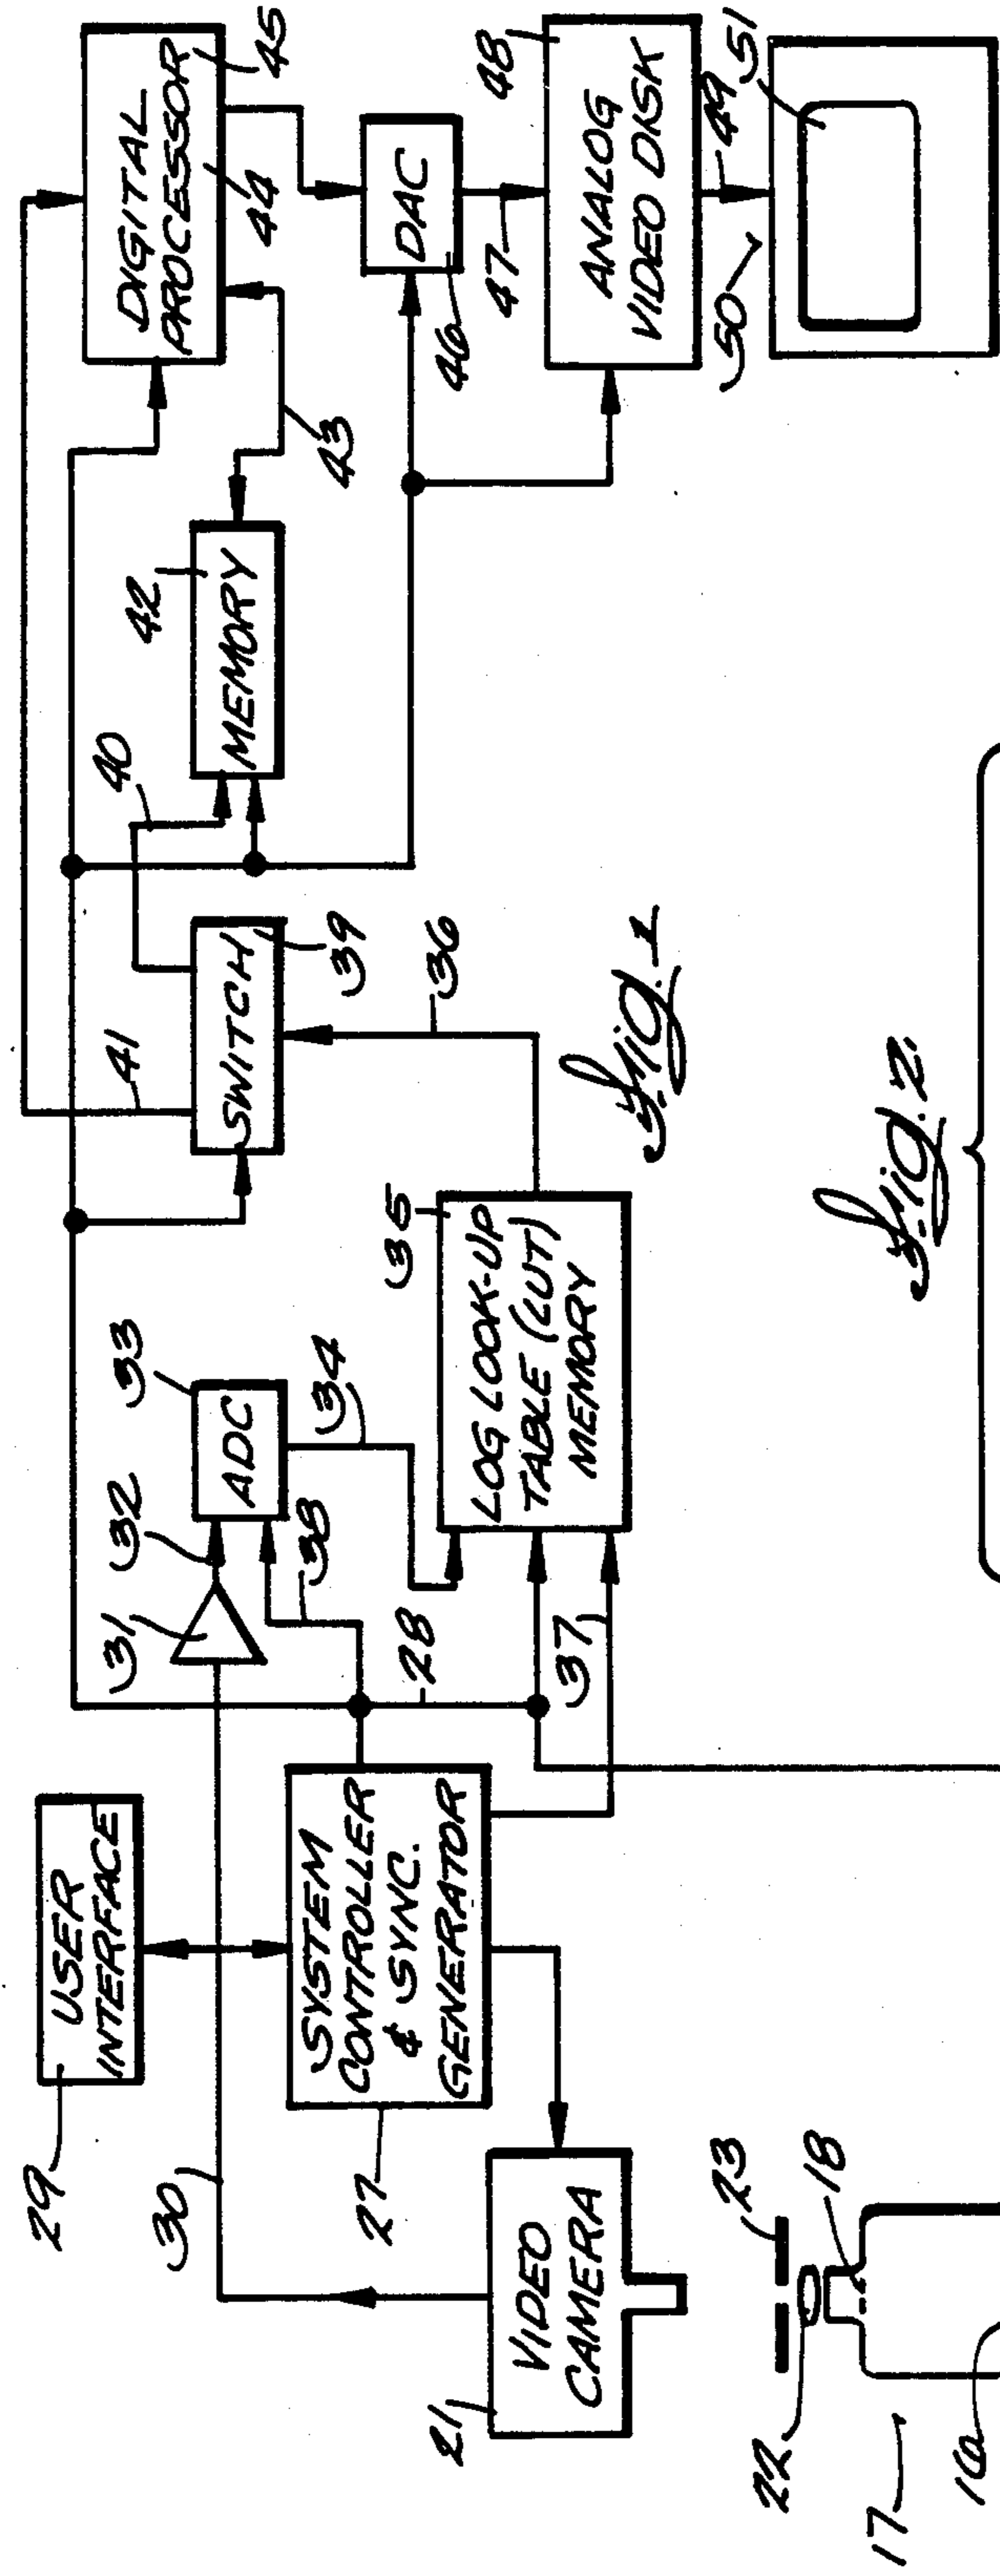 29
USER
INTERFACE
30
31
32
33
ADC
38
34
28
27
SYSTEM
CONTROLLER
& SYNC.
GENERATOR
37
35
LOG LOOK-UP
TABLE (LUT)
MEMORY
36
41
SWITCH
39
40
42
MEMORY
43
DIGITAL
PROCESSOR
44
45
DAC
46
47
48
ANALOG
VIDEO DISK
49
50
51
21
VIDEO
CAMERA
22
23
18
17
16
Fig. 1
Fig. 2